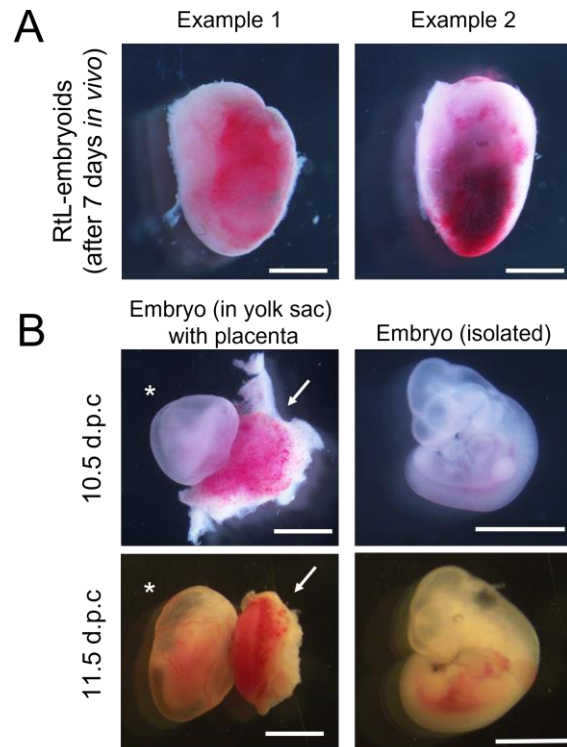 A
Example 1
Example 2
RtL-embryoids
(after 7 days in vivo)
B
Embryo (in yolk sac)
with placenta
Embryo (isolated)
10.5 d.p.c
*
11.5 d.p.c
*